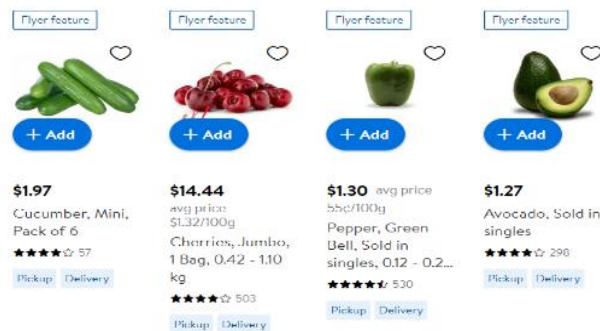 Flyer feature
+ Add
$1.97
Cucumber, Mini,
Pack of 6
57
Pickup Delivery
Flyer feature
+ Add
$14.44
avg price
$1.32/100g
Cherries, Jumbo,
1 Bag, 0.42 - 1.10
kg
503
Pickup Delivery
Flyer feature
+ Add
$1.30 avg price
55¢/100g
Pepper, Green
Bell, Sold in
singles, 0.12 - 0.2...
530
Pickup Delivery
Flyer feature
+ Add
$1.27
Avocado, Sold in
singles
298
Pickup Delivery